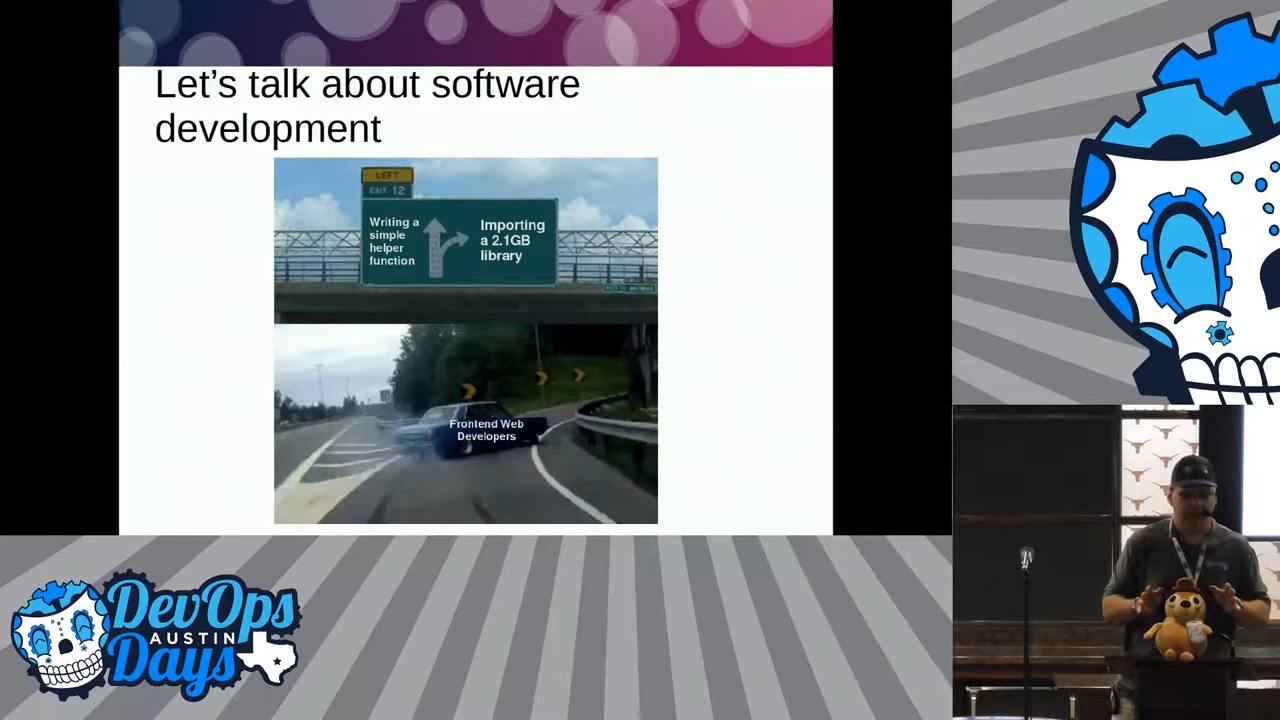 Let's talk about software
development
LEFT
EXIT 12
Writing a
simple
helper
function
Importing
a 2.1GB
library
Frontend Web
Developers
DevOps
AUSTIN
Days